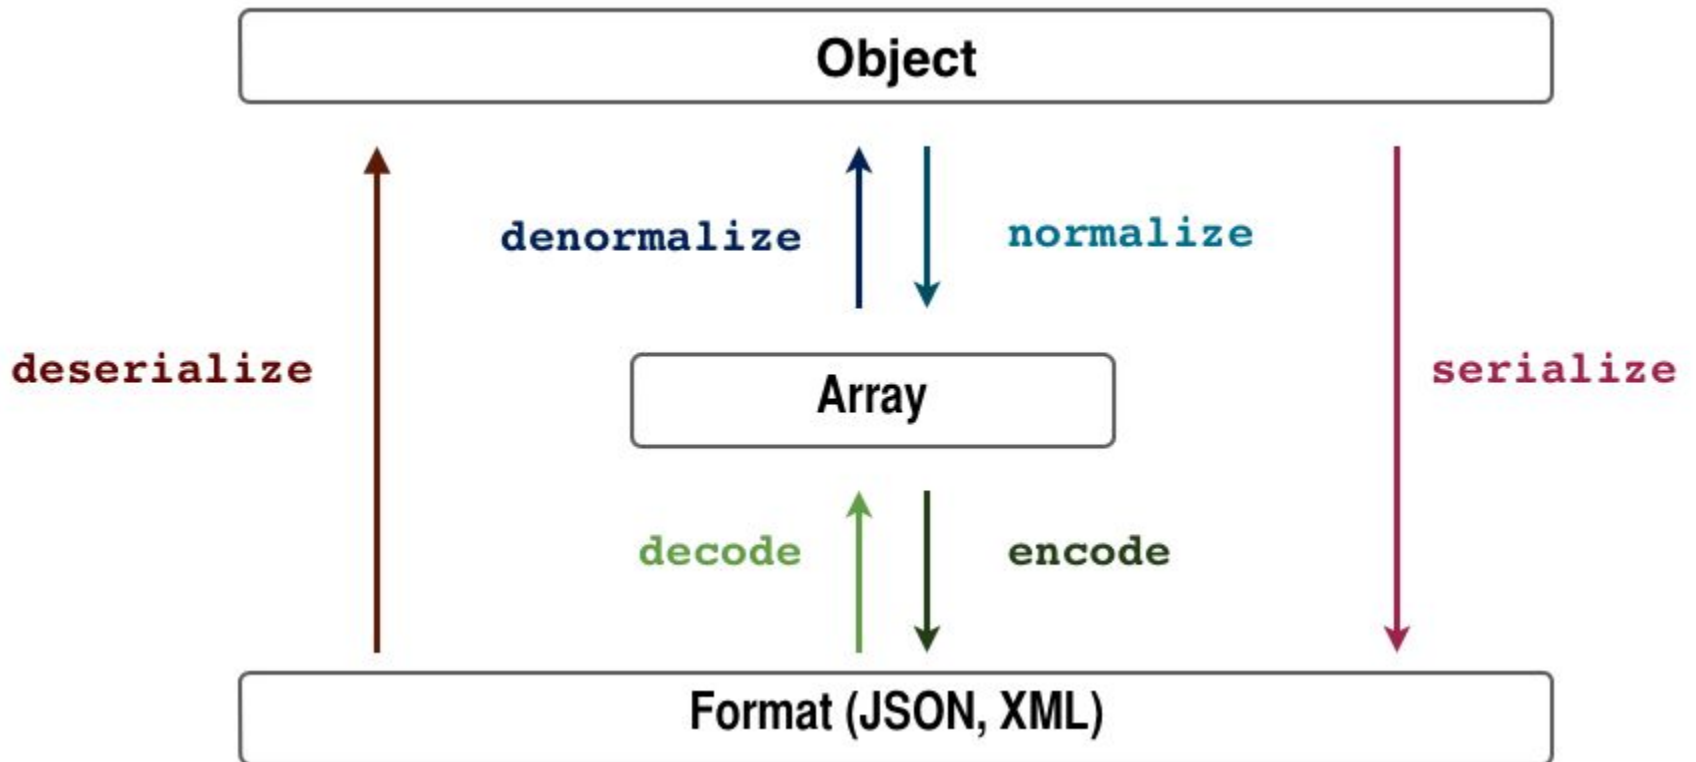 Object
denormalize
normalize
deserialize
Array
serialize
decode
encode
Format (JSON, XML)